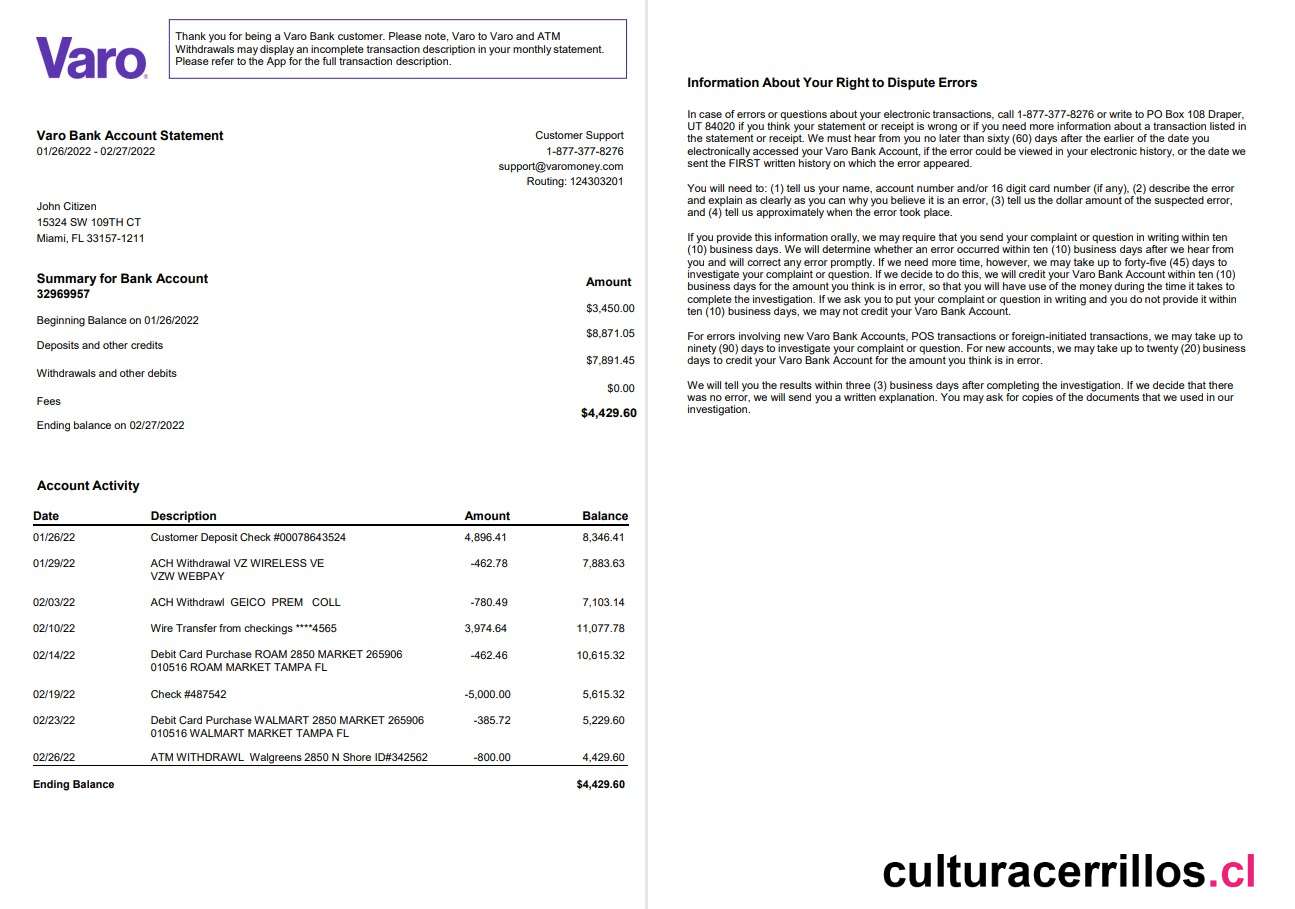 Varo
Thank you for being a Varo Bank customer. Please note, Varo to Varo and ATM
Withdrawals may display an incomplete transaction description in your monthly statement.
Please refer to the App for the full transaction description.
Varo Bank Account Statement
01/26/2022 - 02/27/2022
Customer Support
1-877-377-8276
support@varomoney.com
Routing: 124303201
John Citizen
15324 SW 109TH CT
Miami, FL 33157-1211
Summary for Bank Account
32969957
Amount
$3,450.00
Beginning Balance on 01/26/2022
$8,871.05
Deposits and other credits
$7,891.45
Withdrawals and other debits
$0.00
Fees
$4,429.60
Ending balance on 02/27/2022
Account Activity
Date Description Amount Balance
01/26/22 Customer Deposit Check #00078643524 4,896.41 8,346.41
01/29/22 ACH Withdrawal VZ WIRELESS VE -462.78 7,883.63
VZW WEBPAY
02/03/22 ACH Withdrawl GEICO PREM COLL -780.49 7,103.14
02/10/22 Wire Transfer from checkings ****4565 3,974.64 11,077.78
02/14/22 Debit Card Purchase ROAM 2850 MARKET 265906 -462.46 10,615.32
010516 ROAM MARKET TAMPA FL
02/19/22 Check #487542 -5,000.00 5,615.32
02/23/22 Debit Card Purchase WALMART 2850 MARKET 265906 -385.72 5,229.60
010516 WALMART MARKET TAMPA FL
02/26/22 ATM WITHDRAWL Walgreens 2850 N Shore ID#342562 -800.00 4,429.60
Ending Balance $4,429.60
Information About Your Right to Dispute Errors
In case of errors or questions about your electronic transactions, call 1-877-377-8276 or write to PO Box 108 Draper,
UT 84020 if you think your statement or receipt is wrong or if you need more information about a transaction listed in
the statement or receipt. We must hear from you no later than sixty (60) days after the earlier of the date you
electronically accessed your Varo Bank Account, if the error could be viewed in your electronic history, or the date we
sent the FIRST written history on which the error appeared.
You will need to: (1) tell us your name, account number and/or 16 digit card number (if any), (2) describe the error
and explain as clearly as you can why you believe it is an error, (3) tell us the dollar amount of the suspected error,
and (4) tell us approximately when the error took place.
If you provide this information orally, we may require that you send your complaint or question in writing within ten
(10) business days. We will determine whether an error occurred within ten (10) business days after we hear from
you and will correct any error promptly. If we need more time, however, we may take up to forty-five (45) days to
investigate your complaint or question. If we decide to do this, we will credit your Varo Bank Account within ten (10)
business days for the amount you think is in error, so that you will have use of the money during the time it takes to
complete the investigation. If we ask you to put your complaint or question in writing and you do not provide it within
ten (10) business days, we may not credit your Varo Bank Account.
For errors involving new Varo Bank Accounts, POS transactions or foreign-initiated transactions, we may take up to
ninety (90) days to investigate your complaint or question. For new accounts, we may take up to twenty (20) business
days to credit your Varo Bank Account for the amount you think is in error.
We will tell you the results within three (3) business days after completing the investigation. If we decide that there
was no error, we will send you a written explanation. You may ask for copies of the documents that we used in our
investigation.
culturacerrillos.cl